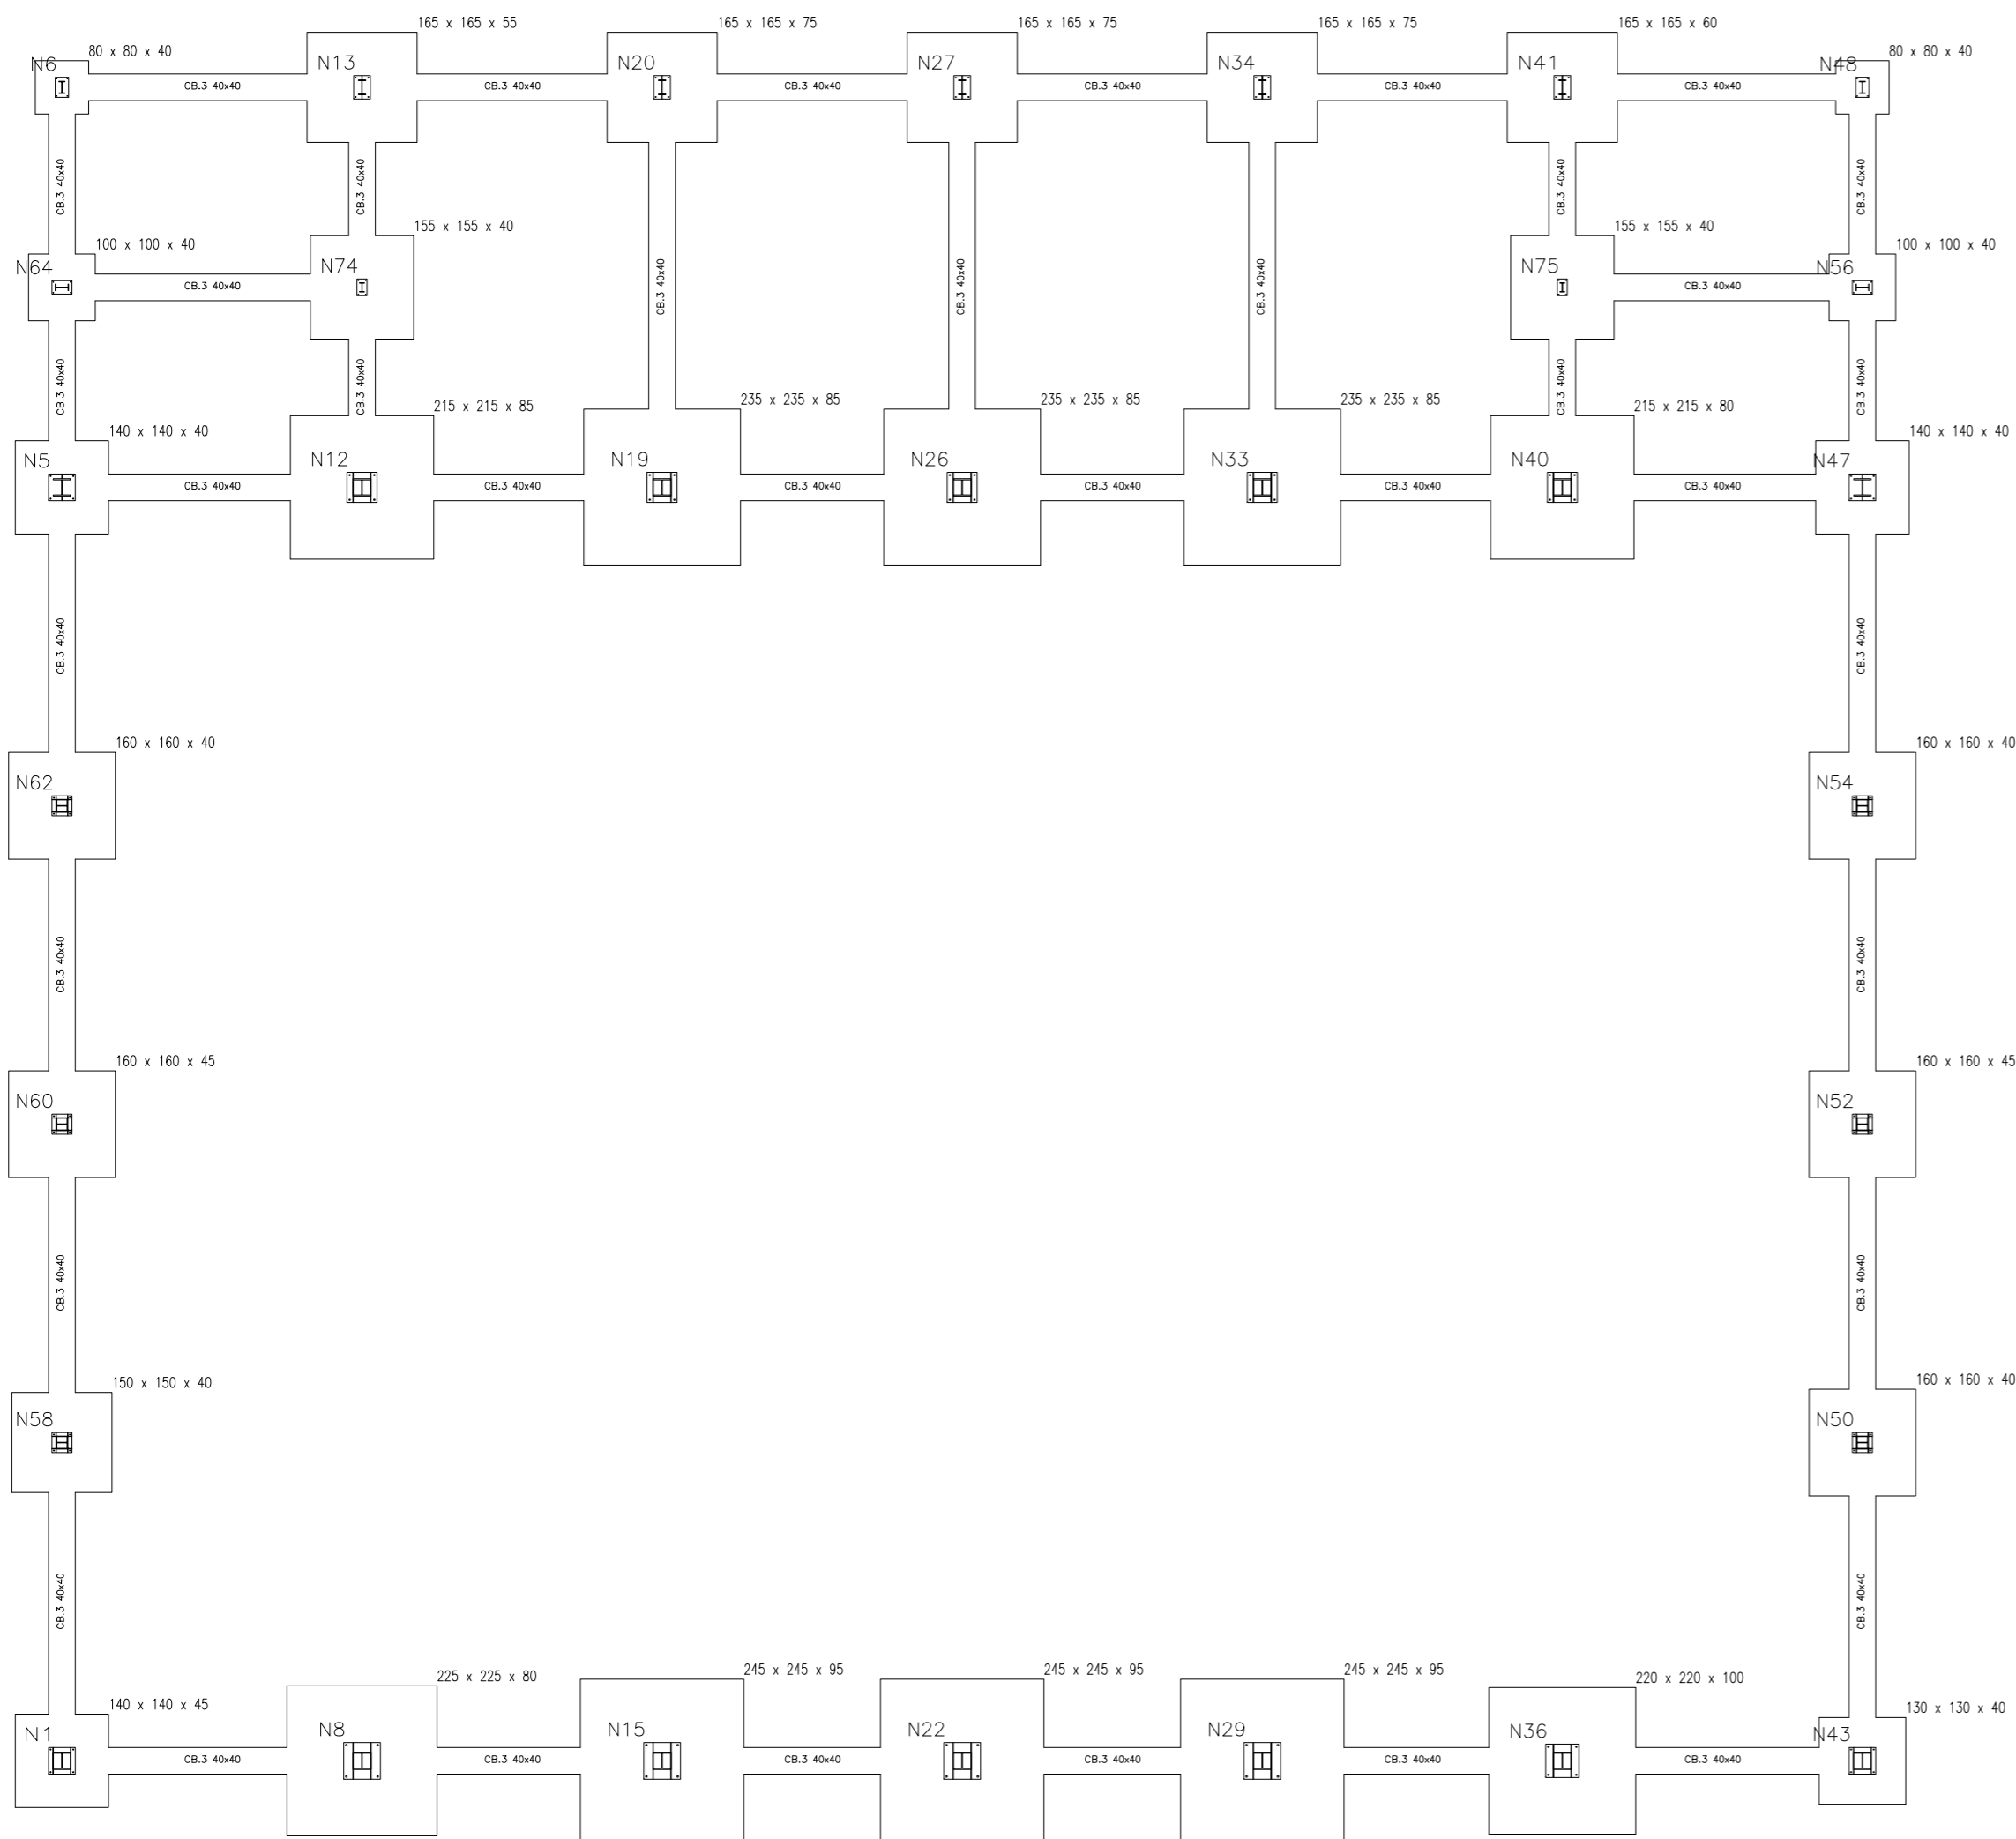 165 x 165 x 55
165 x 165 x 75
165 x 165 x 75
165 x 165 x 75
165 x 165 x 60
80 x 80 x 40
80 x 80 x 40
N6
N13
N20
N27
N34
N41
N48
CB.3 40x40
CB.3 40x40
CB.3 40x40
CB.3 40x40
CB.3 40x40
CB.3 40x40
CB.3 40x40
CB.3 40x40
CB.3 40x40
CB.3 40x40
155 x 155 x 40
155 x 155 x 40
100 x 100 x 40
100 x 100 x 40
N64
N74
N75
N56
CB.3 40x40
CB.3 40x40
CB.3 40x40
CB.3 40x40
CB.3 40x40
CB.3 40x40
CB.3 40x40
CB.3 40x40
CB.3 40x40
215 x 215 x 85
235 x 235 x 85
235 x 235 x 85
235 x 235 x 85
215 x 215 x 80
140 x 140 x 40
140 x 140 x 40
N5
N12
N19
N26
N33
N40
N47
CB.3 40x40
CB.3 40x40
CB.3 40x40
CB.3 40x40
CB.3 40x40
CB.3 40x40
CB.3 40x40
CB.3 40x40
160 x 160 x 40
160 x 160 x 40
N62
N54
CB.3 40x40
CB.3 40x40
160 x 160 x 45
160 x 160 x 45
N60
N52
CB.3 40x40
CB.3 40x40
150 x 150 x 40
160 x 160 x 40
N58
N50
CB.3 40x40
CB.3 40x40
225 x 225 x 80
245 x 245 x 95
245 x 245 x 95
245 x 245 x 95
220 x 220 x 100
140 x 140 x 45
130 x 130 x 40
N1
N8
N15
N22
N29
N36
N43
CB.3 40x40
CB.3 40x40
CB.3 40x40
CB.3 40x40
CB.3 40x40
CB.3 40x40